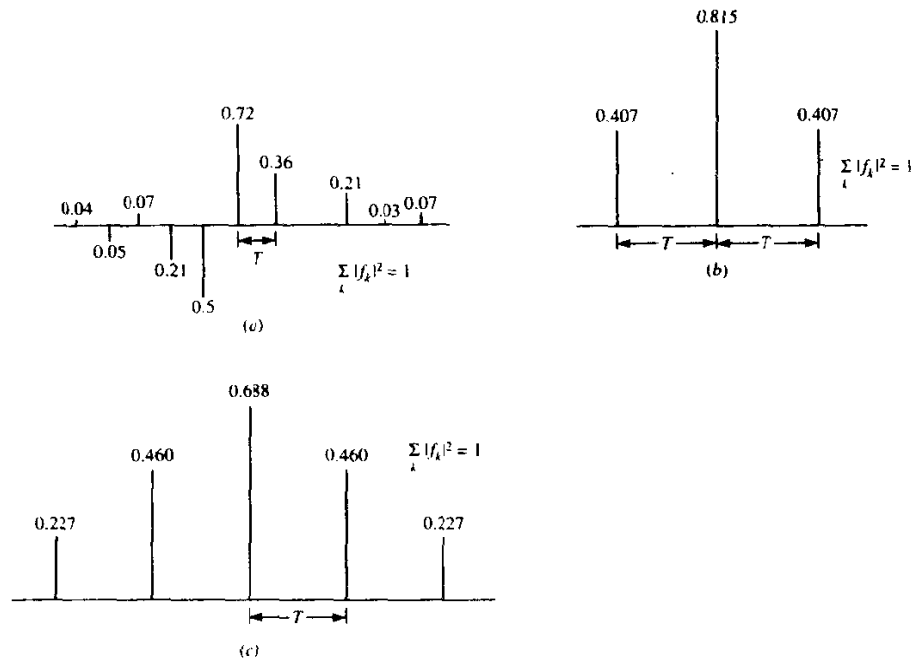 0.72
0.36
0.21
0.04
0.07
0.03
0.07
0.05
0.21
0.5
T
Σ|f_k|² = 1
k
(a)
0.815
0.407
0.407
Σ|f_k|² = 1
k
T
T
(b)
0.688
0.460
0.460
Σ|f_k|² = 1
k
0.227
0.227
T
(c)